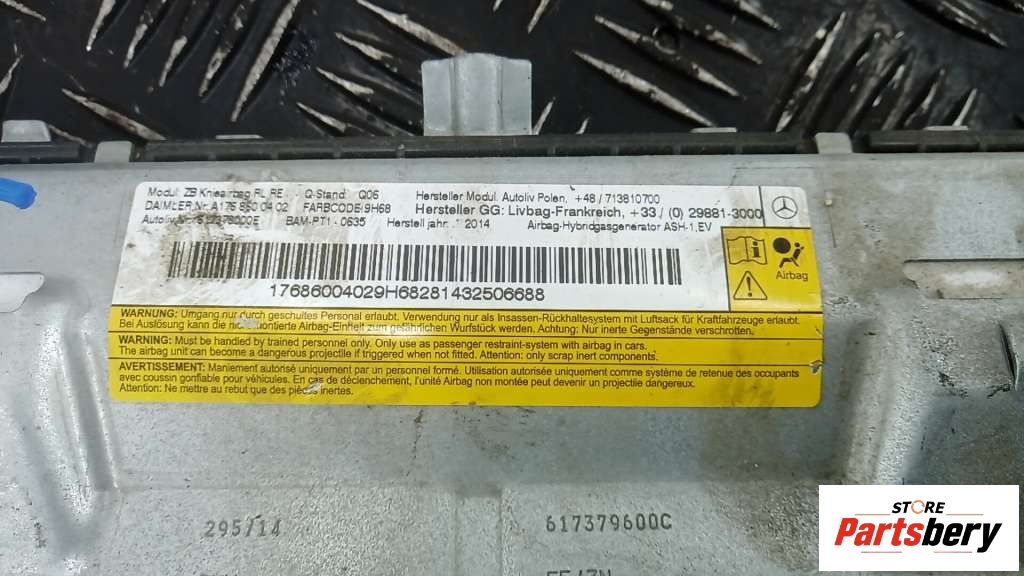 Modul: ZB Knieairbag RL RE Q-Stand: Q06 Hersteller Modul: Autoliv Polen, +48 / 713810700
DAIMLER Nr. A176 860 04 02 FARBCODE: 9H68 Hersteller GG: Livbag-Frankreich, +33 / (0) 29881-3000
Autoliv Nr. BAM-PT1 - 0635 Herstell jahr: 2014 Airbag-Hybridgasgenerator ASH-1,EV
Airbag
17686004029H68281432506688
WARNUNG: Umgang nur durch geschultes Personal erlaubt. Verwendung nur als Insassen-Rückhaltesystem mit Luftsack für Kraftfahrzeuge erlaubt.
Bei Auslösung kann die nicht montierte Airbag-Einheit zum gefährlichen Wurfstück werden. Achtung: Nur inerte Gegenstände verschrotten.
WARNING: Must be handled by trained personnel only. Only use as passenger restraint-system with airbag in cars.
The airbag unit can become a dangerous projectile if triggered when not fitted. Attention: only scrap inert components.
AVERTISSEMENT: Maniement autorisé uniquement par un personnel formé. Utilisation autorisée uniquement comme système de retenue des occupants
avec coussin gonflable pour véhicules. En cas de déclenchement, l'unité Airbag non montée peut devenir un projectile dangereux.
Attention: Ne mettre au rebut que des pièces inertes.
295/14 617379600C
STORE
Partsbery